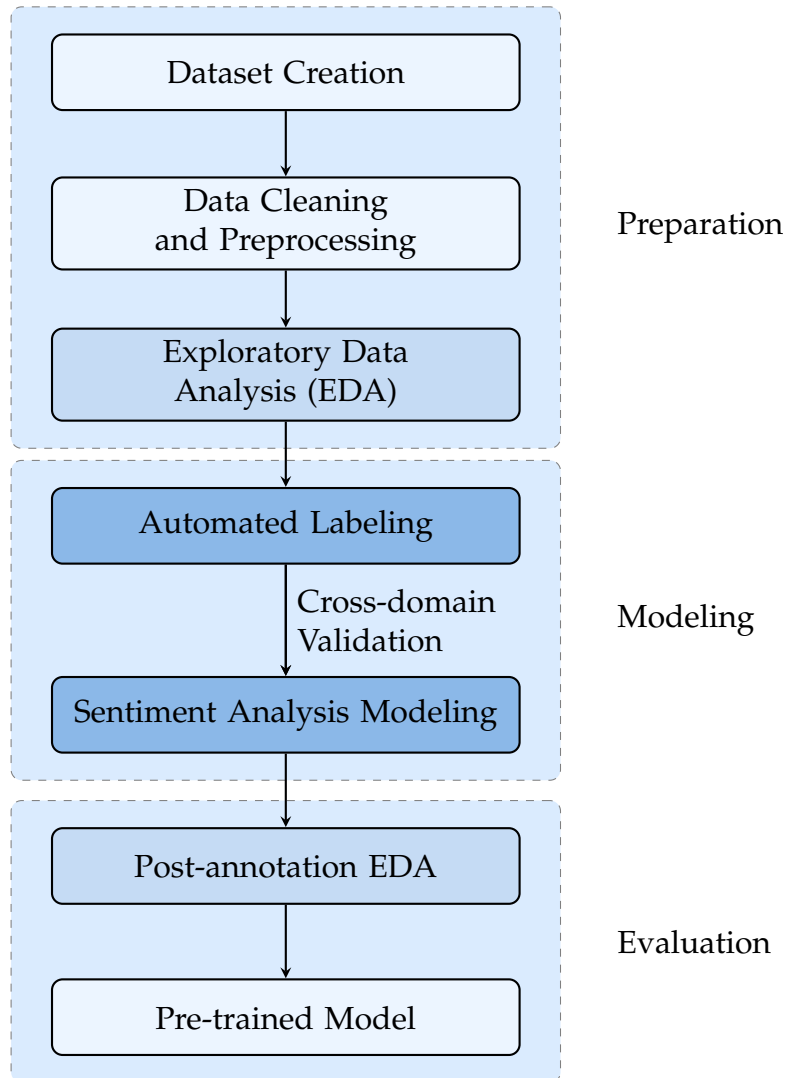 Dataset Creation
Data Cleaning
and Preprocessing
Preparation
Exploratory Data
Analysis (EDA)
Automated Labeling
Cross-domain
Validation
Modeling
Sentiment Analysis Modeling
Post-annotation EDA
Evaluation
Pre-trained Model